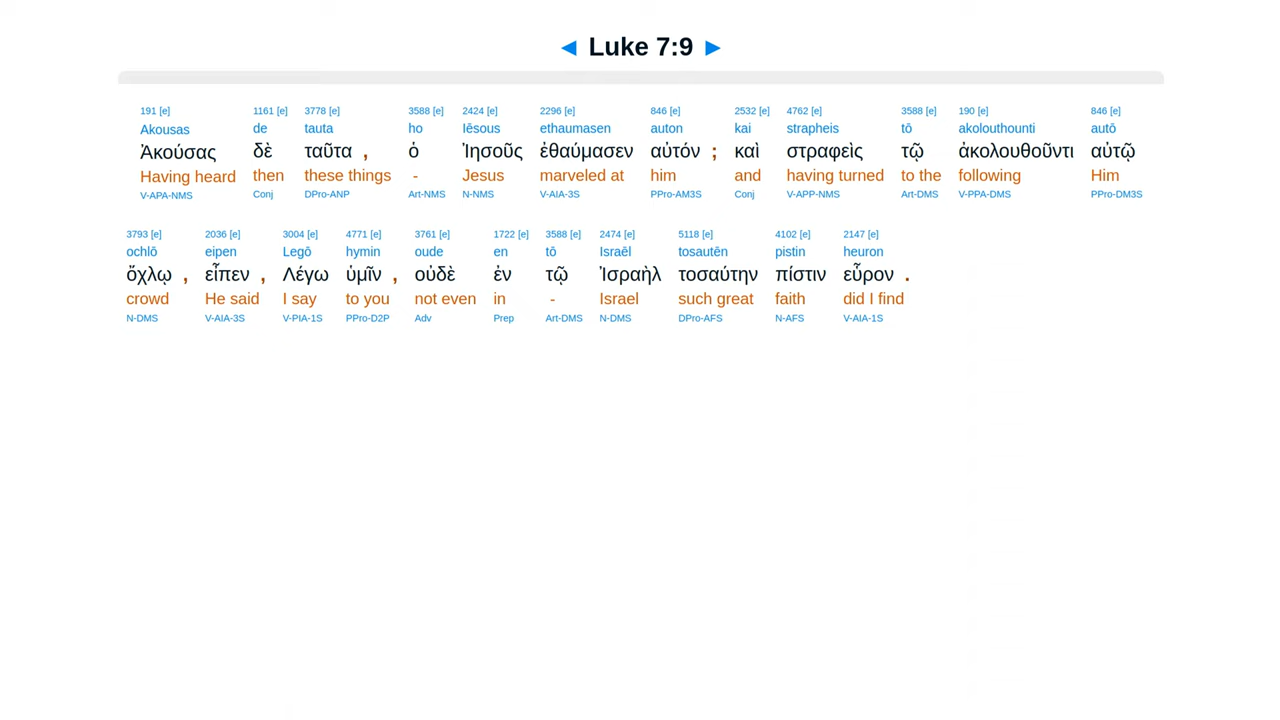 ◄ Luke 7:9 ►
191 [e] 1161 [e] 3778 [e] 3588 [e] 2424 [e] 2296 [e] 846 [e] 2532 [e] 4762 [e] 3588 [e] 190 [e] 846 [e]
Akousas de tauta ho Iēsous ethaumasen auton kai strapheis tō akolouthounti autō
Ἀκούσας δὲ ταῦτα , ὁ Ἰησοῦς ἐθαύμασεν αὐτόν ; καὶ στραφεὶς τῷ ἀκολουθοῦντι αὐτῷ
Having heard then these things - Jesus marveled at him and having turned to the following Him
V-APA-NMS Conj DPro-ANP Art-NMS N-NMS V-AIA-3S PPro-AM3S Conj V-APP-NMS Art-DMS V-PPA-DMS PPro-DM3S
3793 [e] 2036 [e] 3004 [e] 4771 [e] 3761 [e] 1722 [e] 3588 [e] 2474 [e] 5118 [e] 4102 [e] 2147 [e]
ochlō eipen Legō hymin oude en tō Israēl tosautēn pistin heuron
ὄχλῳ , εἶπεν , Λέγω ὑμῖν , οὐδὲ ἐν τῷ Ἰσραὴλ τοσαύτην πίστιν εὗρον .
crowd He said I say to you not even in - Israel such great faith did I find
N-DMS V-AIA-3S V-PIA-1S PPro-D2P Adv Prep Art-DMS N-DMS DPro-AFS N-AFS V-AIA-1S